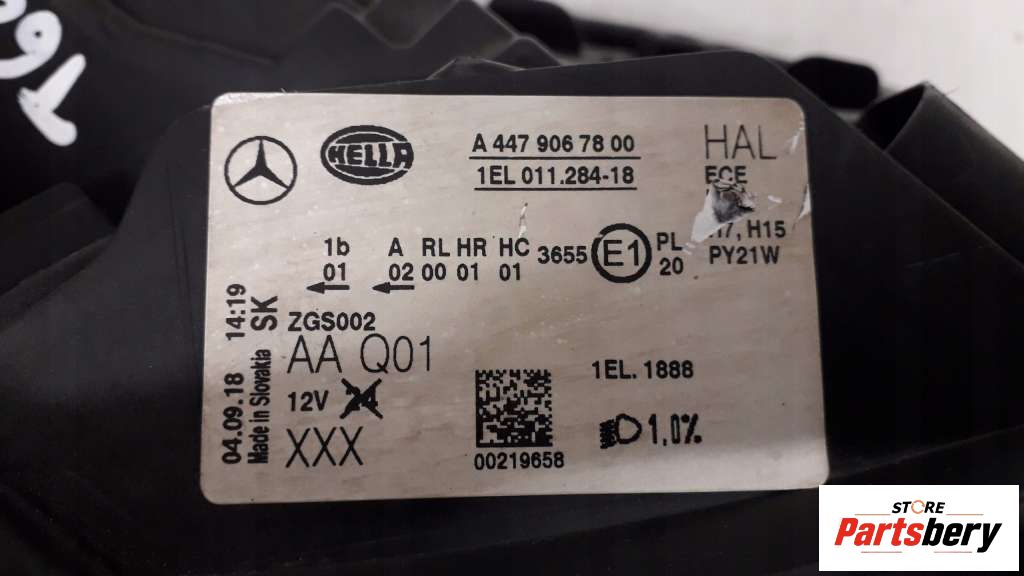 HELLA
A 447 906 78 00
1EL 011.284-18
HAL
ECE
H7, H15
PY21W
1b A RL HR HC
01 02 00 01 01
3655 E1 PL
20
ZGS002
AA Q01
12V
XXX
04.09.18 14:19
Made in Slovakia SK
00219658
1EL. 1888
1,0%
STORE
Partsbery